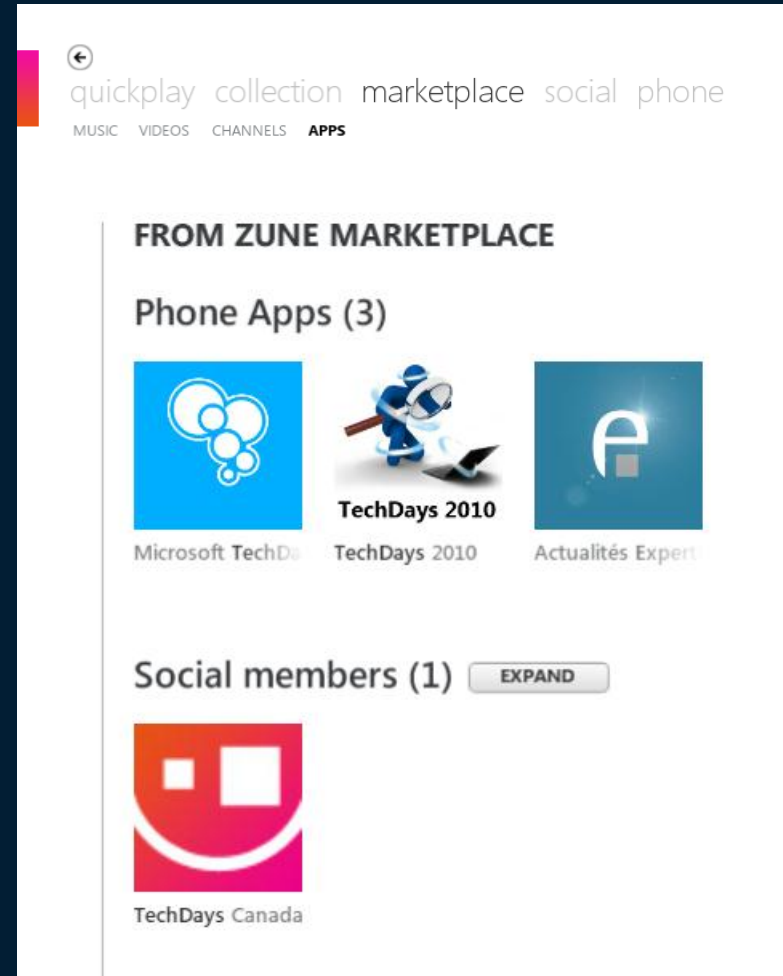 quickplay collection marketplace social phone
MUSIC VIDEOS CHANNELS APPS
FROM ZUNE MARKETPLACE
Phone Apps (3)
e
TechDays 2010
Microsoft TechDa
TechDays 2010
Actualités Expert
Social members (1) EXPAND
TechDays Canada